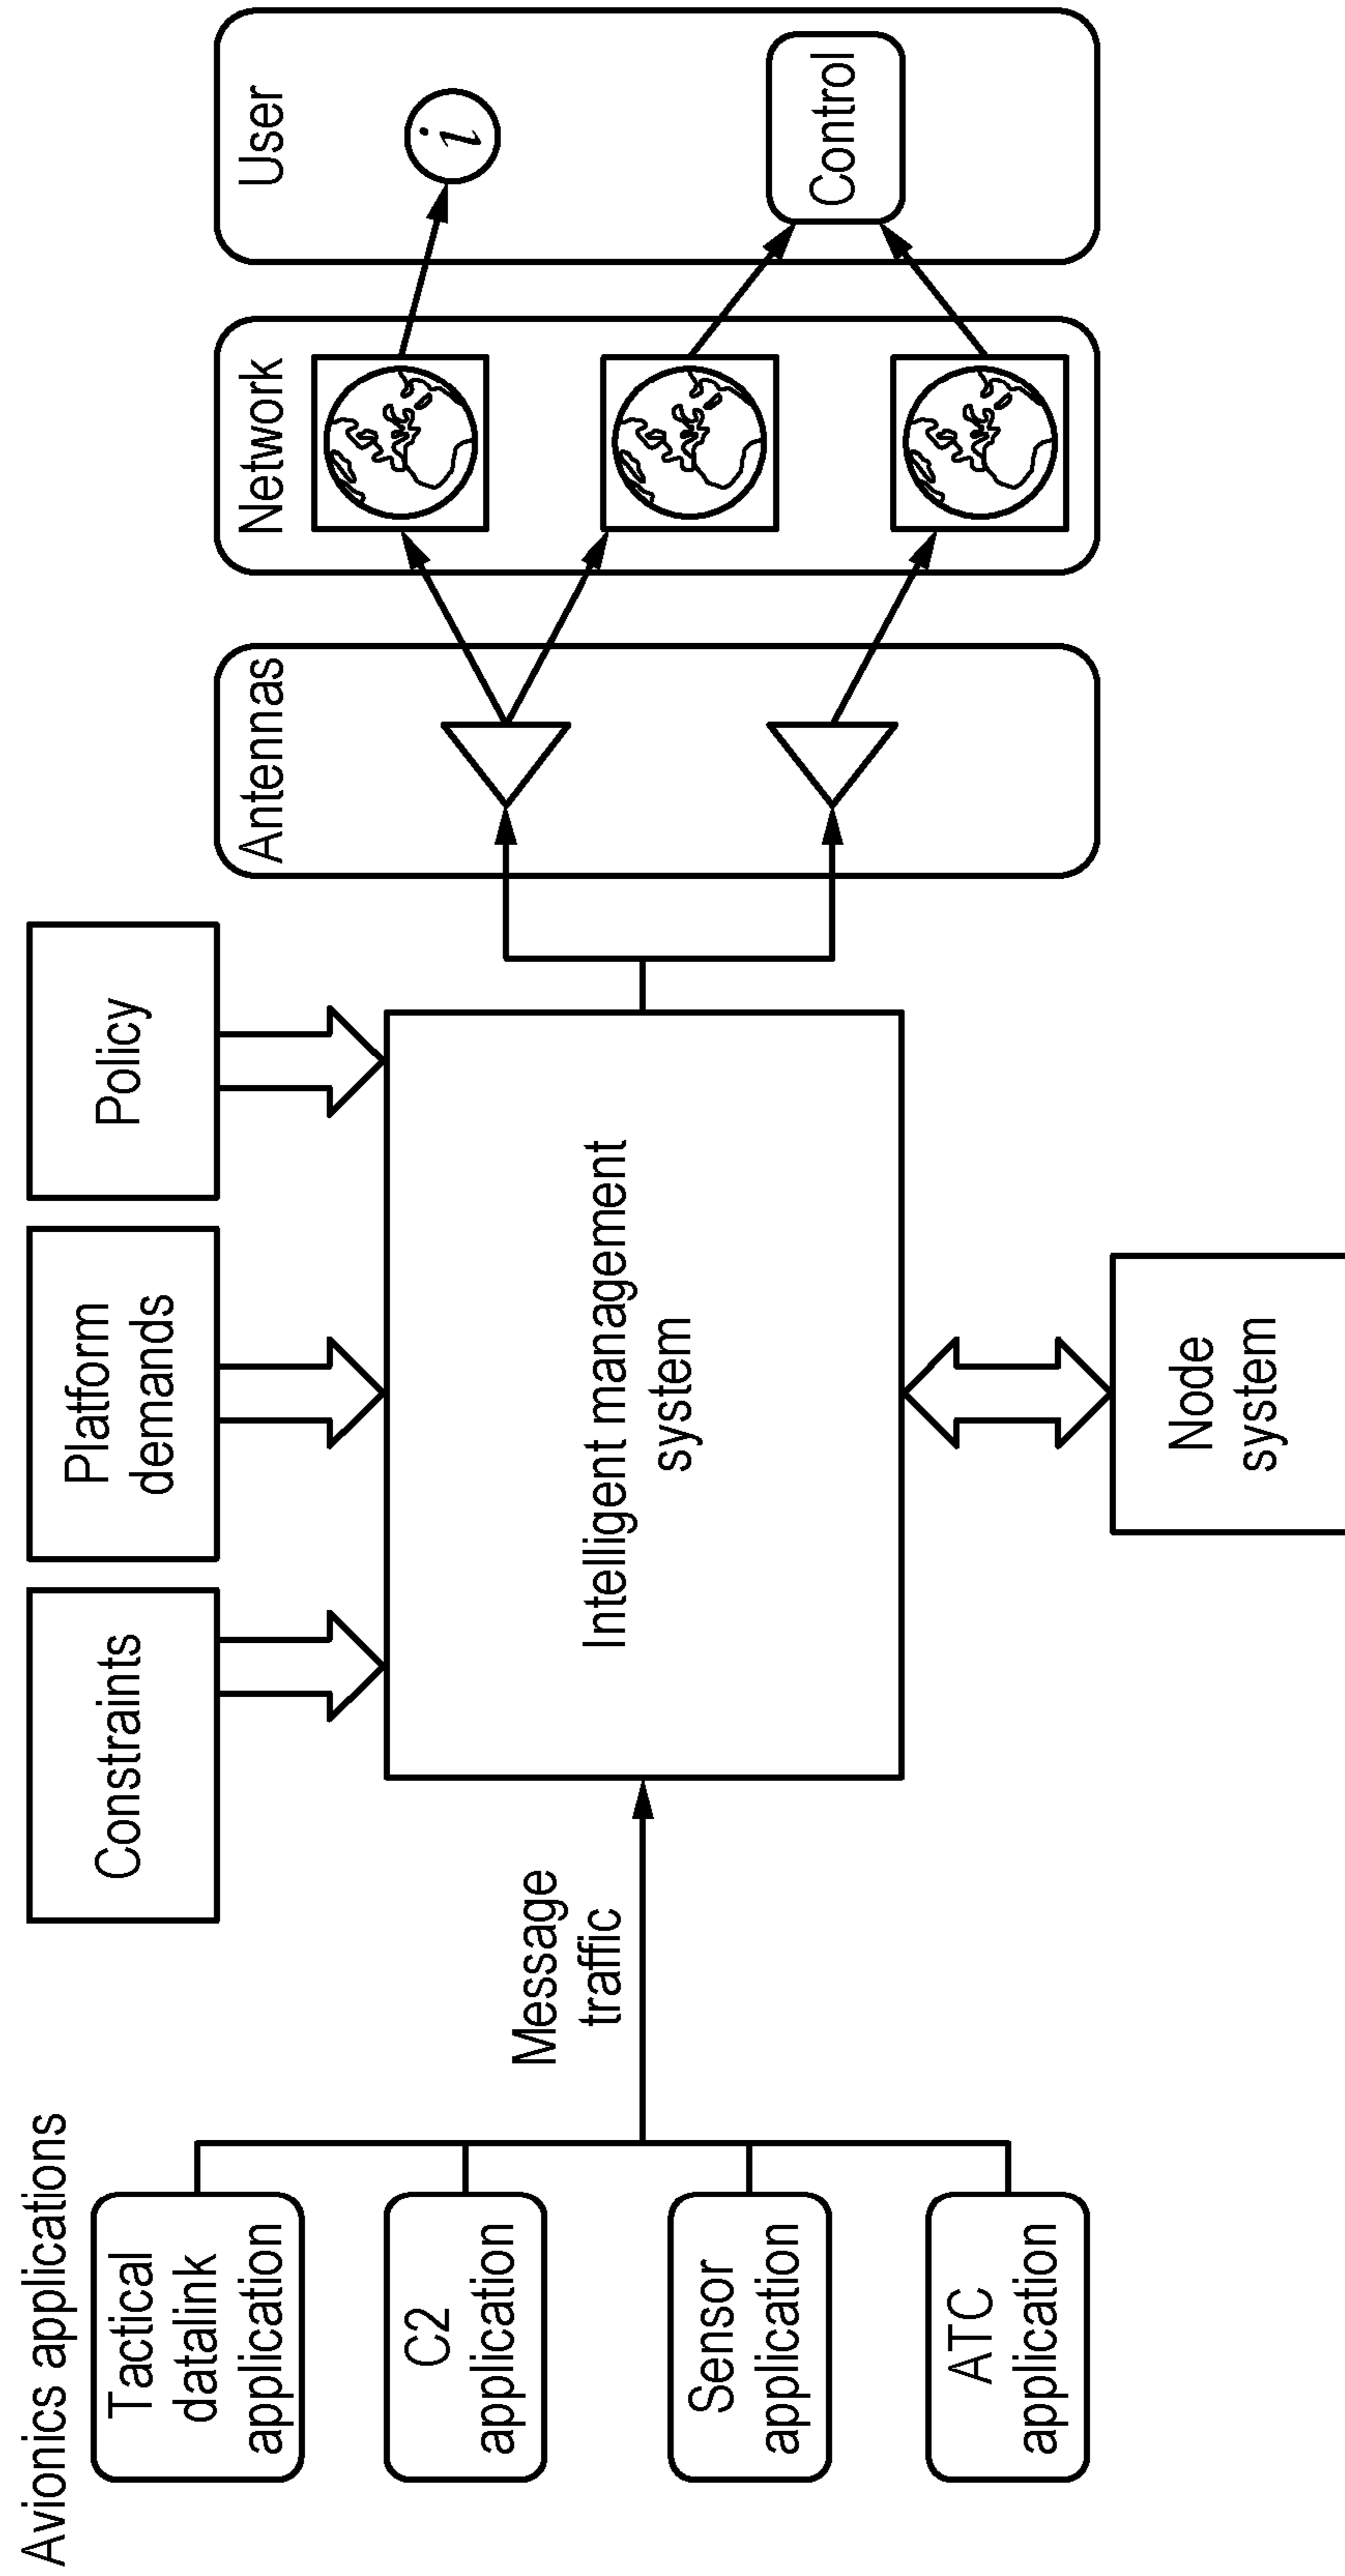 Avionics applications
Tactical
datalink
application
C2
application
Sensor
application
ATC
application
Message
traffic
Constraints
Platform
demands
Policy
Intelligent management
system
Node
system
Antennas
Network
User
i
Control